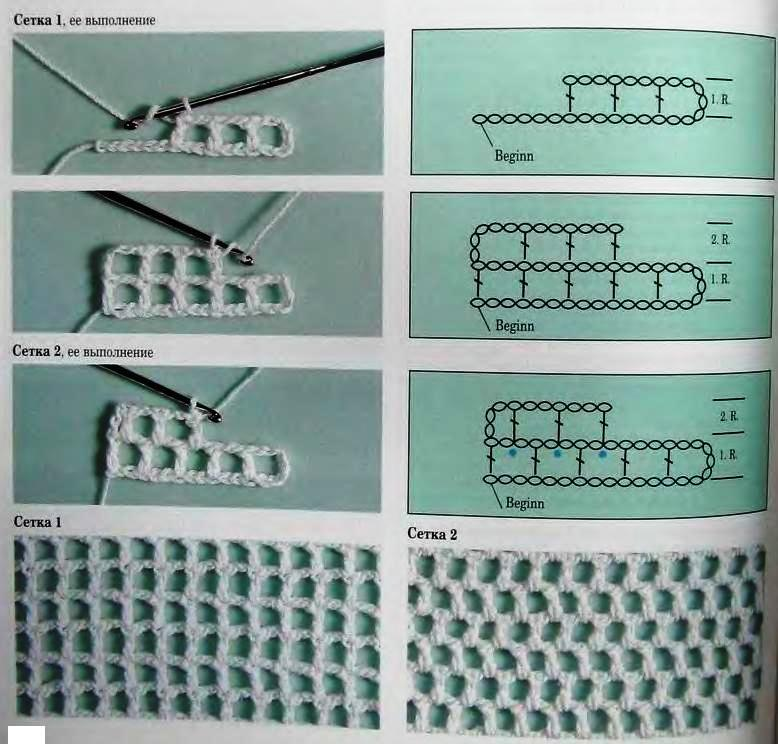 Сетка 1, ее выполнение
1. R.
Beginn
2. R.
1. R.
Beginn
Сетка 2, ее выполнение
2. R.
1. R.
Beginn
Сетка 1
Сетка 2